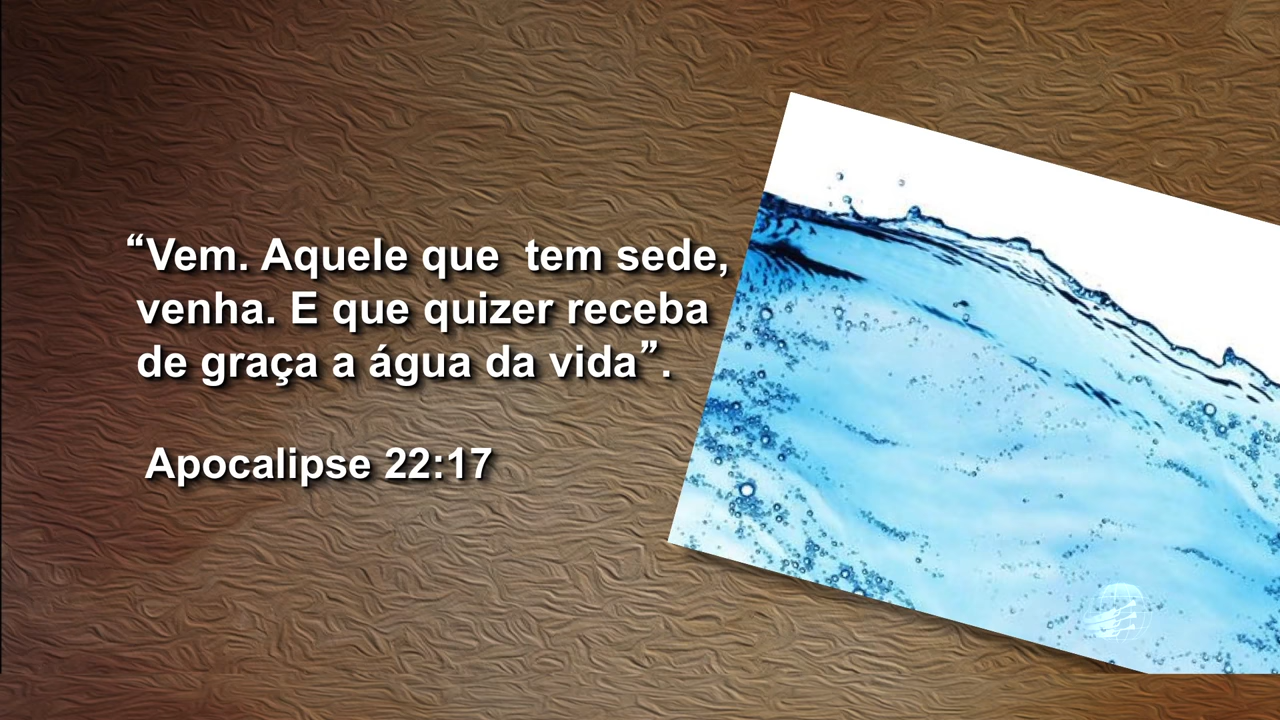 “Vem. Aquele que  tem sede,
venha. E que quizer receba
de graça a água da vida”.
Apocalipse 22:17